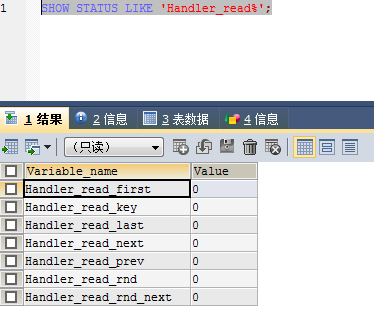 1 SHOW STATUS LIKE 'Handler_read%';
1 结果 2 信息 3 表数据 4 信息
（只读）
Variable_name Value
Handler_read_first 0
Handler_read_key 0
Handler_read_last 0
Handler_read_next 0
Handler_read_prev 0
Handler_read_rnd 0
Handler_read_rnd_next 0